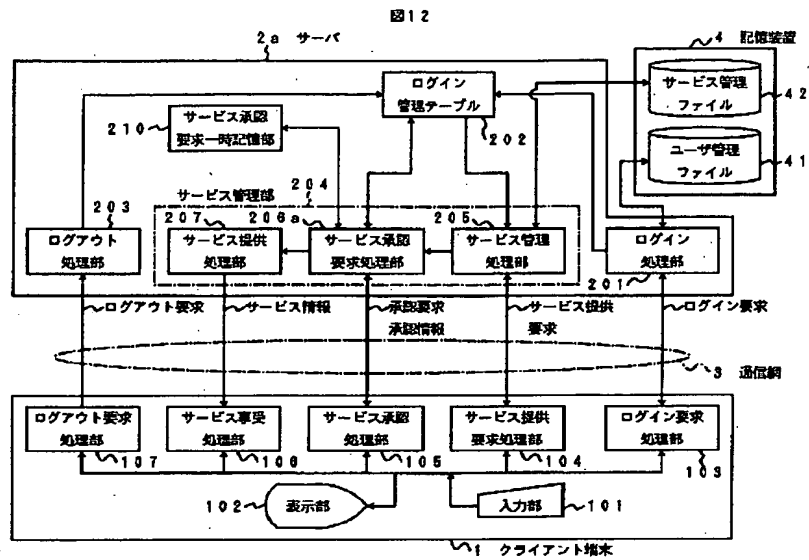 図12
2a サーバ
4 記憶装置
サービス管理
ファイル
42
ユーザ管理
ファイル
41
ログイン
管理テーブル
202
210
サービス承認
要求一時記憶部
サービス管理部
204
203
207
206a
205
ログアウト
処理部
サービス提供
処理部
サービス承認
要求処理部
サービス管理
処理部
ログイン
処理部
201
ログアウト要求
サービス情報
承認要求
承認情報
サービス提供
要求
ログイン要求
3 通信網
ログアウト要求
処理部
サービス享受
処理部
サービス承認
処理部
サービス提供
要求処理部
ログイン要求
処理部
107
106
105
104
103
102
表示部
入力部
101
1 クライアント端末